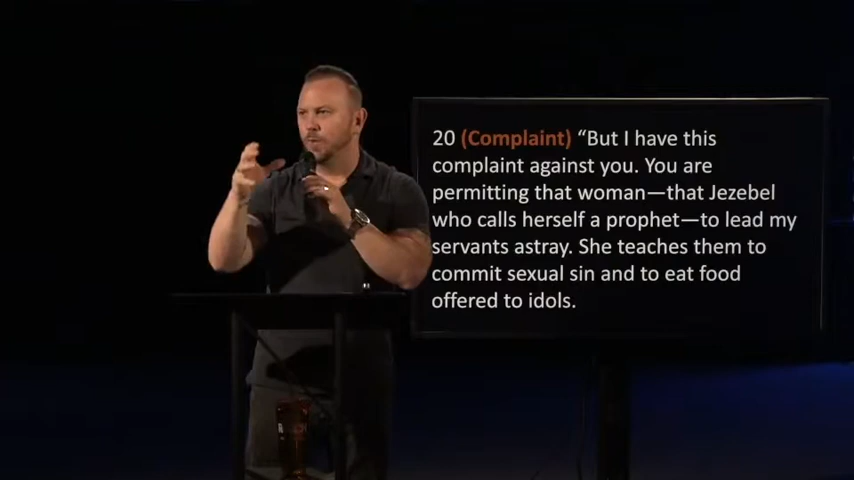 20 (Complaint) “But I have this
complaint against you. You are
permitting that woman—that Jezebel
who calls herself a prophet—to lead my
servants astray. She teaches them to
commit sexual sin and to eat food
offered to idols.